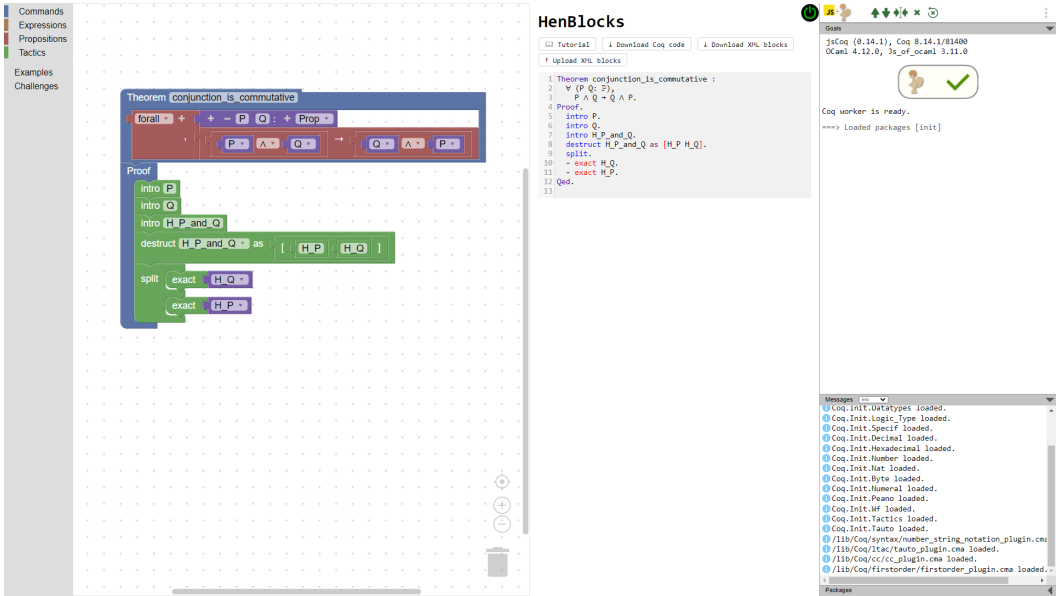 Commands
Expressions
Propositions
Tactics
Examples
Challenges
Theorem conjunction_is_commutative
forall + + − P Q : + Prop
, P ∧ Q → Q ∧ P
Proof
intro P
intro Q
intro H_P_and_Q
destruct H_P_and_Q as [ H_P H_Q ]
split exact H_Q
exact H_P
HenBlocks
Tutorial
Download Coq code
Download XML blocks
Upload XML blocks
1 Theorem conjunction_is_commutative :
2 ∀ (P Q: ℙ),
3 P ∧ Q → Q ∧ P.
4 Proof.
5 intro P.
6 intro Q.
7 intro H_P_and_Q.
8 destruct H_P_and_Q as [H_P H_Q].
9 split.
10 - exact H_Q.
11 - exact H_P.
12 Qed.
13
JS+
Goals
jsCoq (0.14.1), Coq 8.14.1/81400
OCaml 4.12.0, Js_of_ocaml 3.11.0
Coq worker is ready.
===> Loaded packages [init]
Messages Info
Coq.Init.Datatypes loaded.
Coq.Init.Logic_Type loaded.
Coq.Init.Specif loaded.
Coq.Init.Decimal loaded.
Coq.Init.Hexadecimal loaded.
Coq.Init.Number loaded.
Coq.Init.Nat loaded.
Coq.Init.Byte loaded.
Coq.Init.Numeral loaded.
Coq.Init.Peano loaded.
Coq.Init.Wf loaded.
Coq.Init.Tactics loaded.
Coq.Init.Tauto loaded.
/lib/Coq/syntax/number_string_notation_plugin.cma
/lib/Coq/ltac/tauto_plugin.cma loaded.
/lib/Coq/cc/cc_plugin.cma loaded.
/lib/Coq/firstorder/firstorder_plugin.cma loaded.
Packages